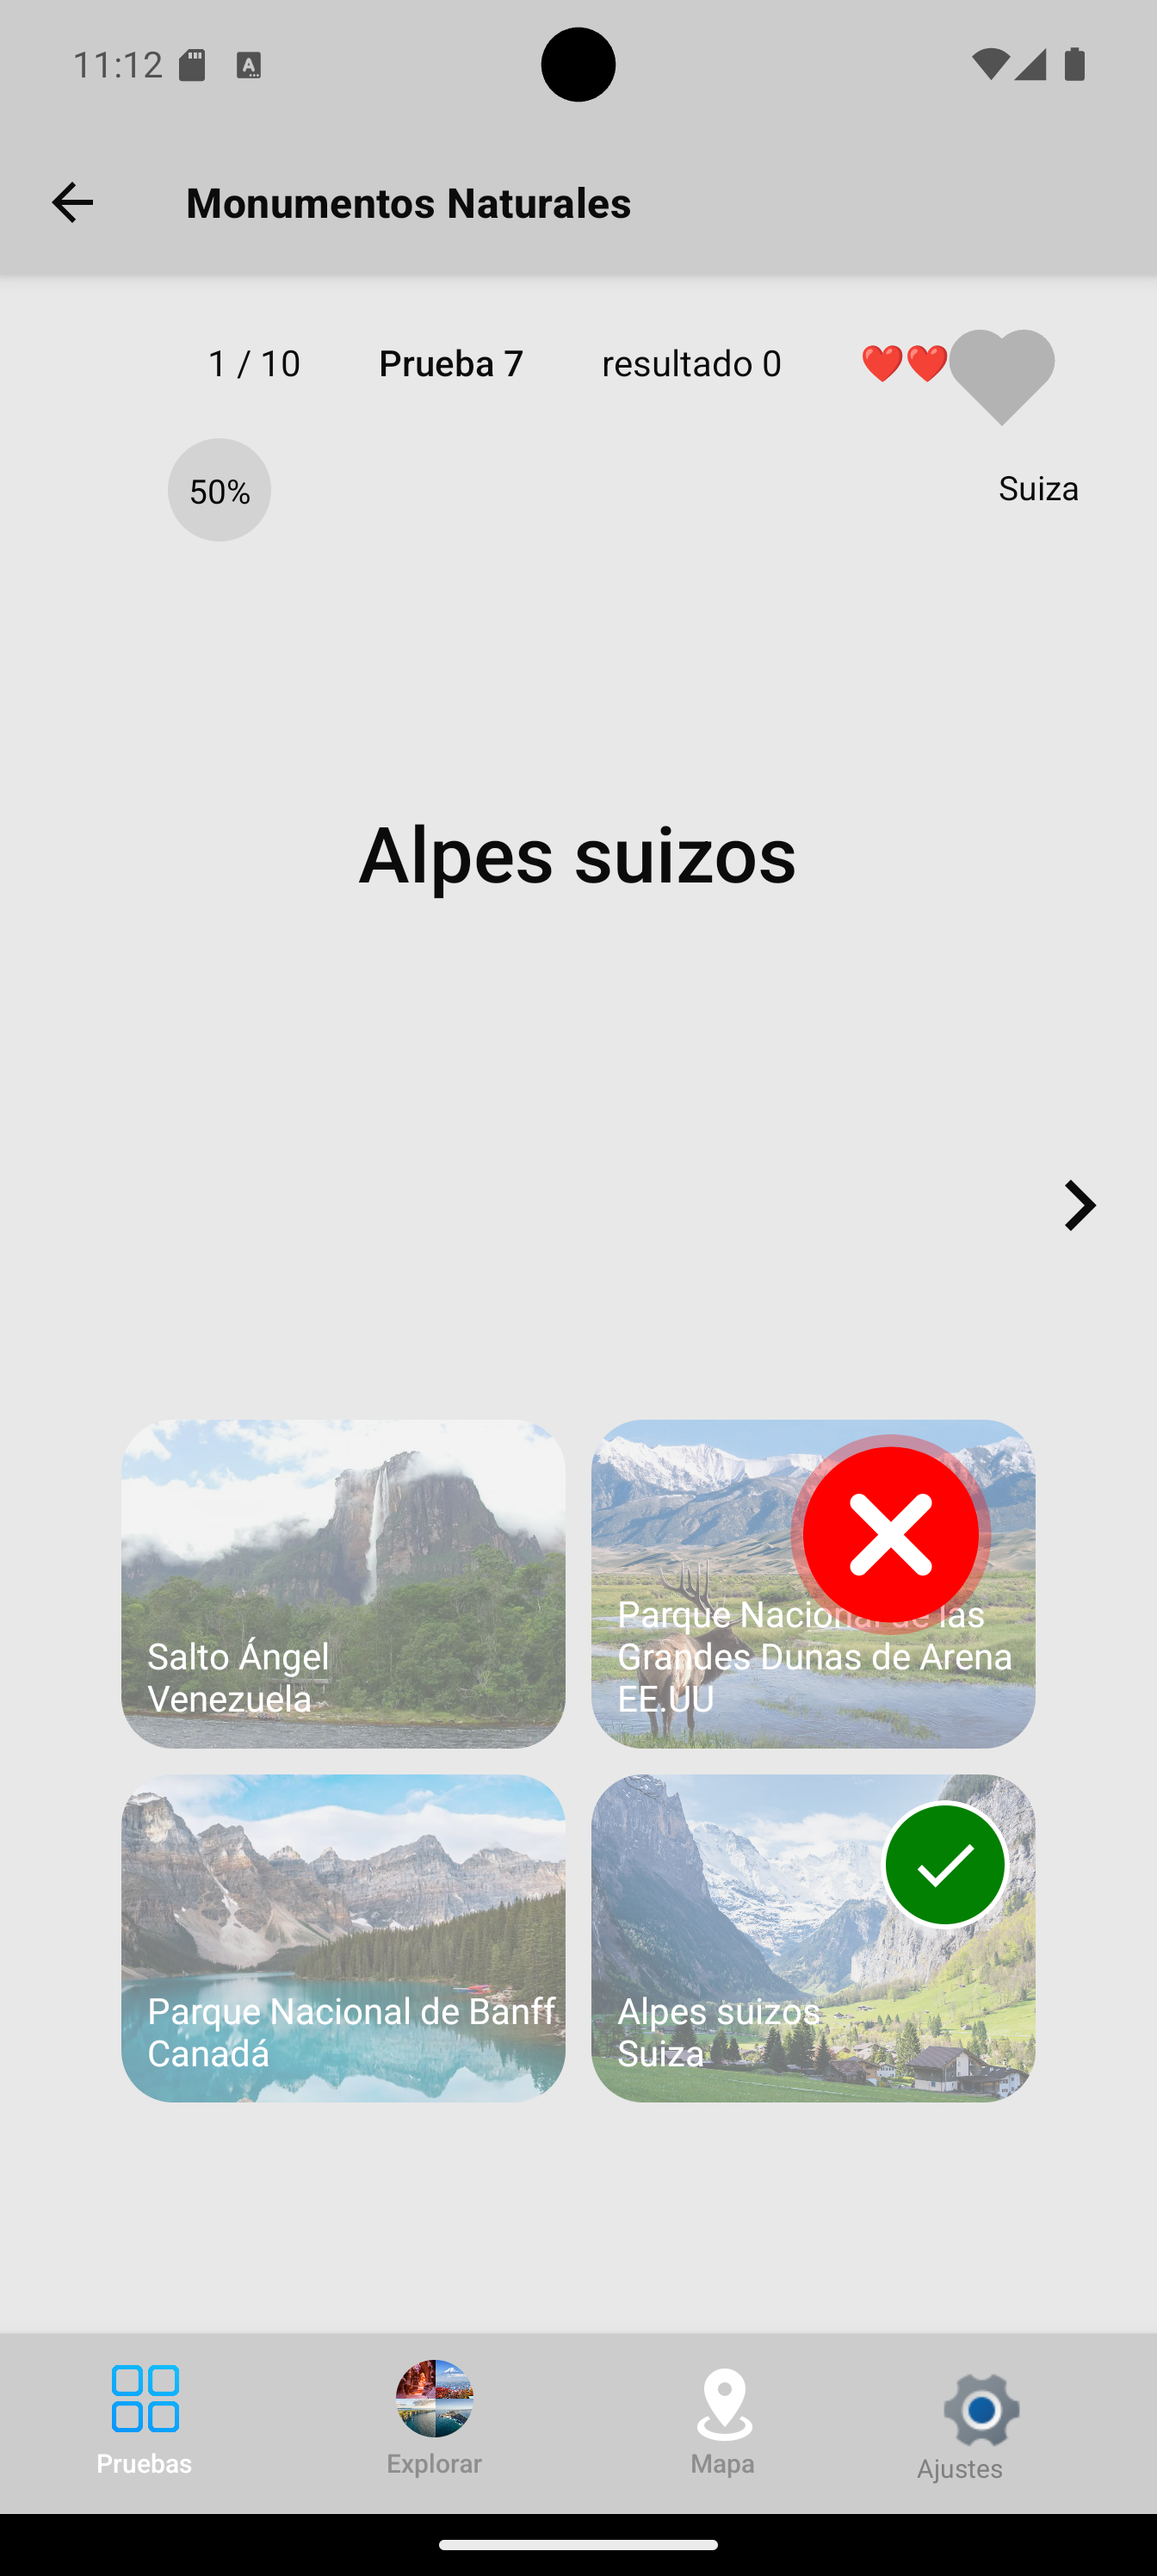 11:12
Monumentos Naturales
1 / 10 Prueba 7 resultado 0
50% Suiza
Alpes suizos
Salto Ángel
Venezuela
Parque Nacional de las
Grandes Dunas de Arena
EE.UU
Parque Nacional de Banff
Canadá
Alpes suizos
Suiza
Pruebas Explorar Mapa Ajustes